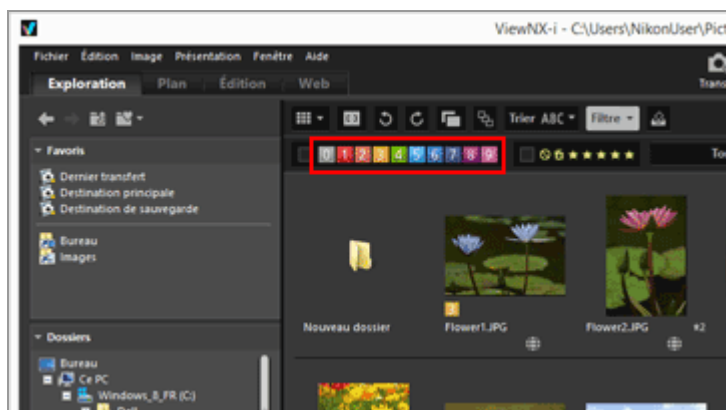 ViewNX-i - C:\Users\NikonUser\Pict
Fichier Édition Image Présentation Fenêtre Aide
Exploration Plan Édition Web
Trans
Trier ABC Filtre
Favoris
0 1 2 3 4 5 6 7 8 9
Dernier transfert
Destination principale
Destination de sauvegarde
Bureau
Images
3
Nouveau dossier Flower1.JPG Flower2.JPG
Dossiers
Bureau
Ce PC
Windows_8_FR (C:)